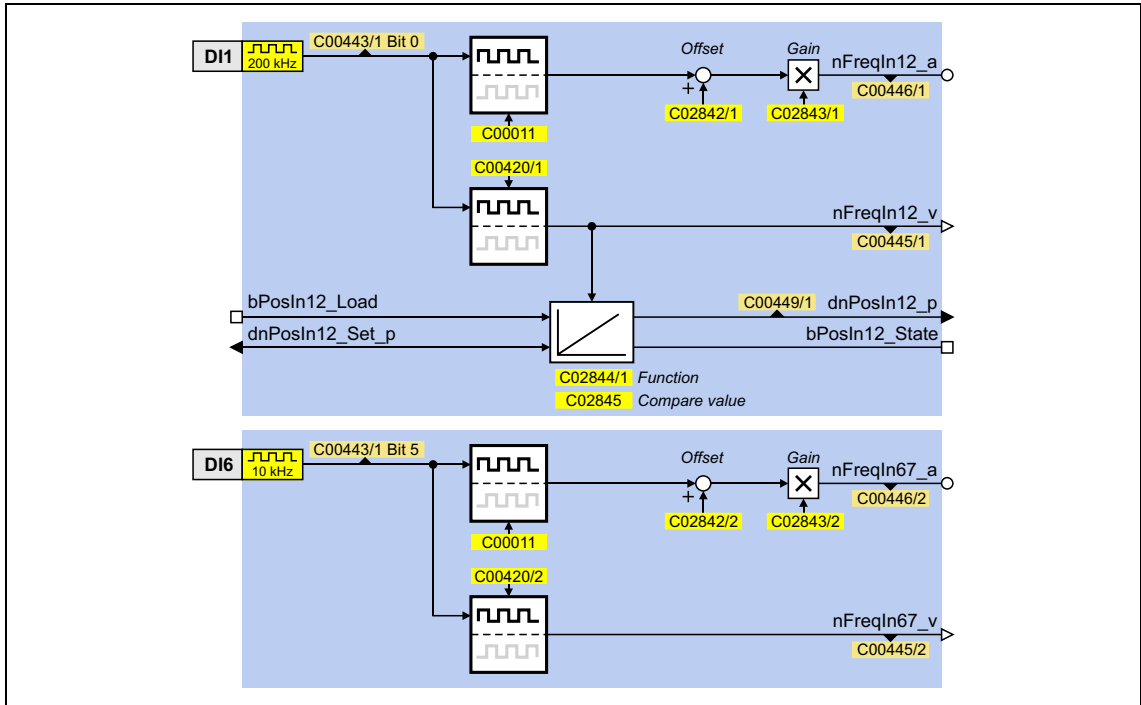 DI1
200 kHz
C00443/1 Bit 0
Offset
Gain
nFreqIn12_a
+
C00446/1
C02842/1
C02843/1
C00011
C00420/1
nFreqIn12_v
C00445/1
bPosIn12_Load
C00449/1
dnPosIn12_p
dnPosIn12_Set_p
bPosIn12_State
C02844/1 Function
C02845 Compare value
DI6
10 kHz
C00443/1 Bit 5
Offset
Gain
nFreqIn67_a
+
C00446/2
C02842/2
C02843/2
C00011
C00420/2
nFreqIn67_v
C00445/2